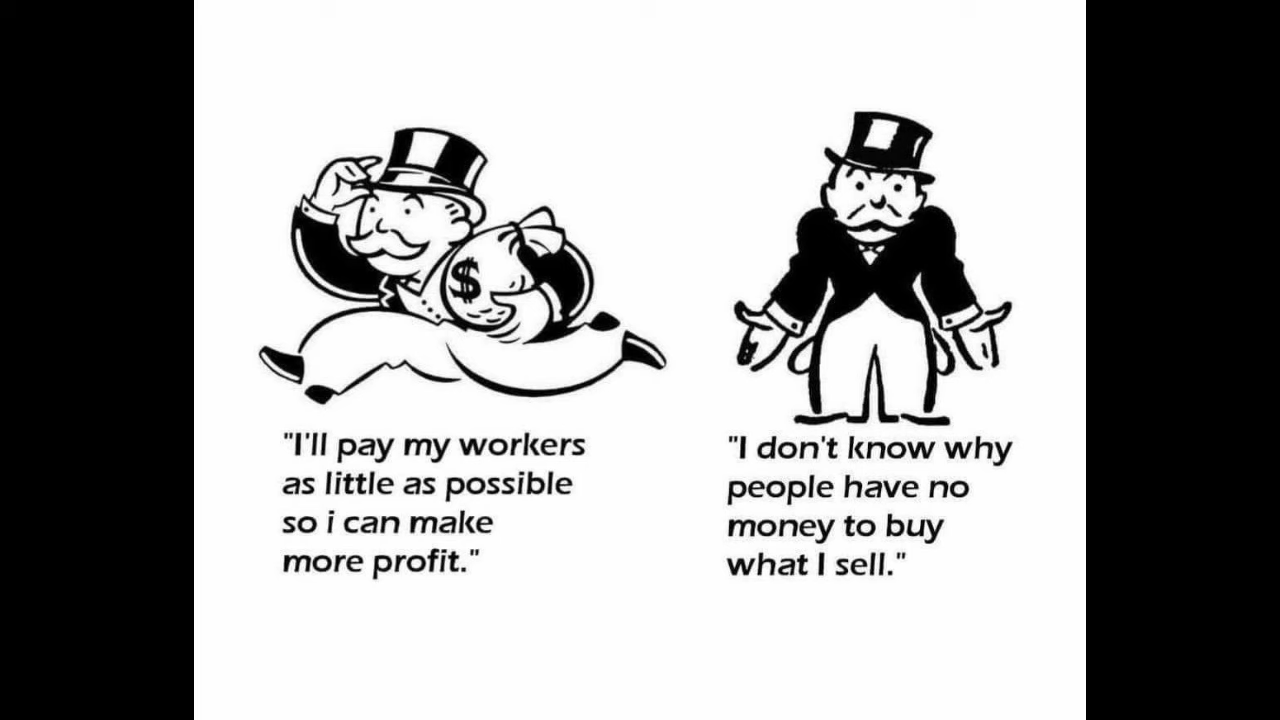 $
"I'll pay my workers
as little as possible
so i can make
more profit."
"I don't know why
people have no
money to buy
what I sell."